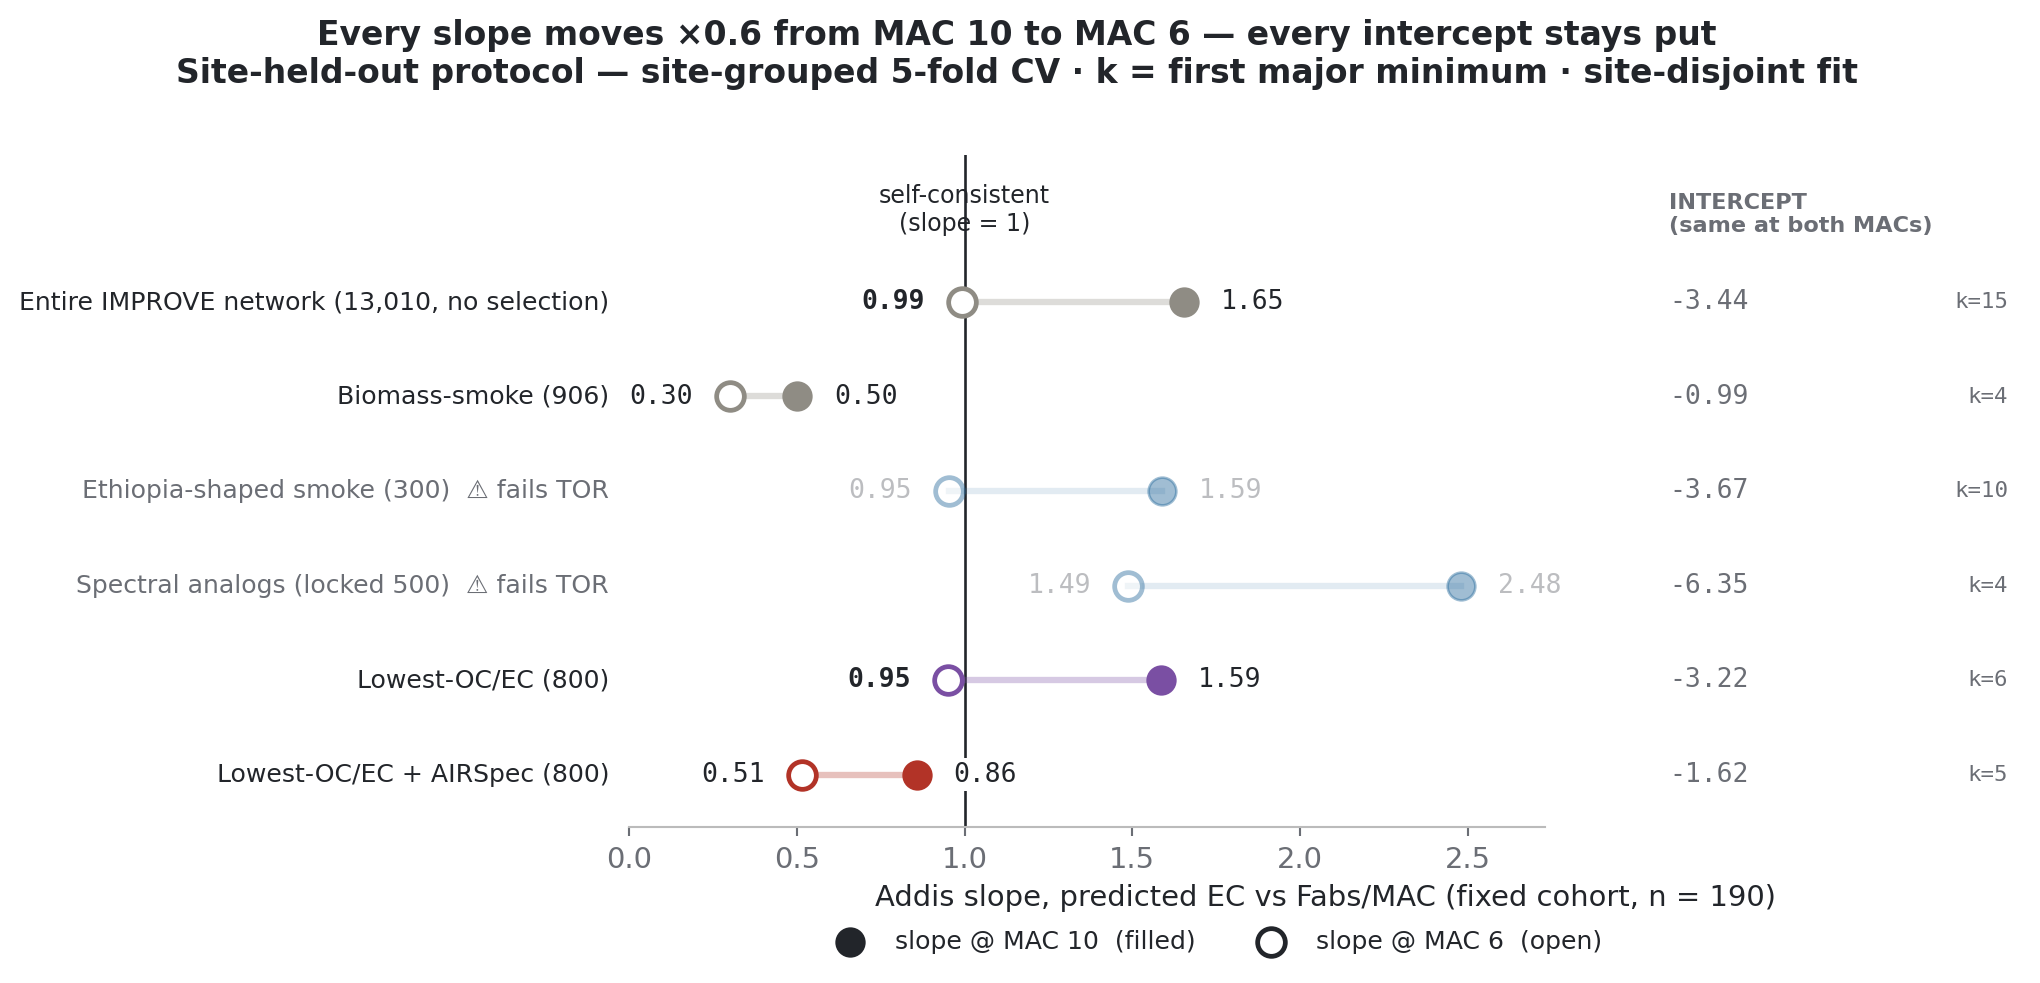 Every slope moves ×0.6 from MAC 10 to MAC 6 — every intercept stays put
Site-held-out protocol — site-grouped 5-fold CV · k = first major minimum · site-disjoint fit
self-consistent
(slope = 1)
INTERCEPT
(same at both MACs)
Entire IMPROVE network (13,010, no selection) 0.99 1.65 -3.44 k=15
Biomass-smoke (906) 0.30 0.50 -0.99 k=4
Ethiopia-shaped smoke (300) ⚠ fails TOR 0.95 1.59 -3.67 k=10
Spectral analogs (locked 500) ⚠ fails TOR 1.49 2.48 -6.35 k=4
Lowest-OC/EC (800) 0.95 1.59 -3.22 k=6
Lowest-OC/EC + AIRSpec (800) 0.51 0.86 -1.62 k=5
0.0 0.5 1.0 1.5 2.0 2.5
Addis slope, predicted EC vs Fabs/MAC (fixed cohort, n = 190)
slope @ MAC 10 (filled) slope @ MAC 6 (open)